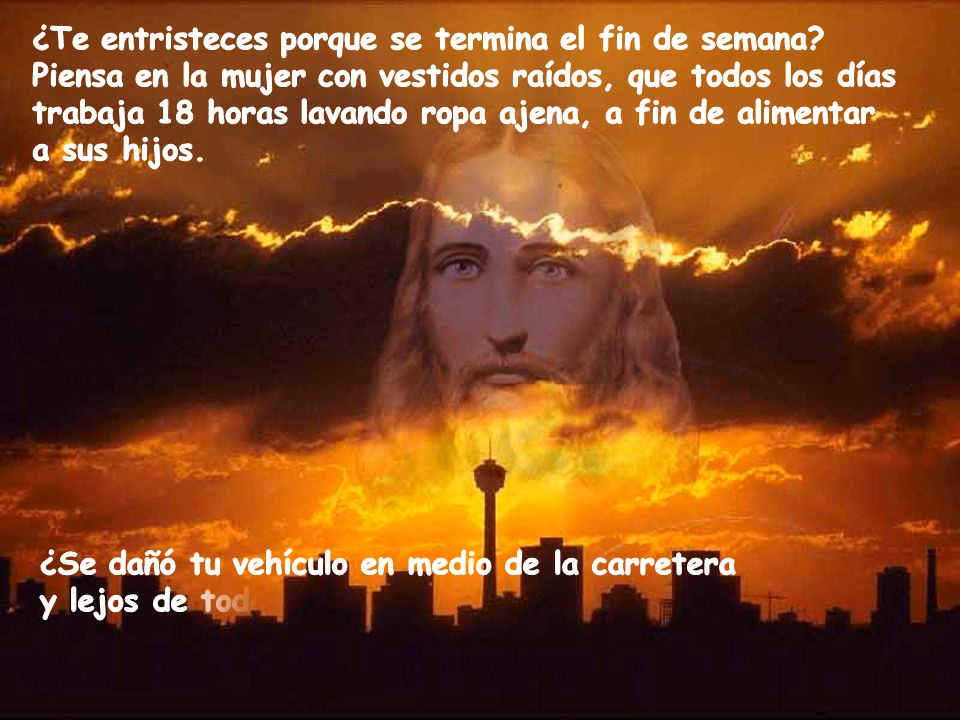 ¿Te entristeces porque se termina el fin de semana?
Piensa en la mujer con vestidos raídos, que todos los días
trabaja 18 horas lavando ropa ajena, a fin de alimentar
a sus hijos.
¿Se dañó tu vehículo en medio de la carretera
y lejos de tod